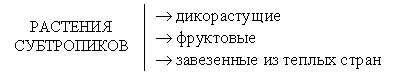 РАСТЕНИЯ
СУБТРОПИКОВ
→ дикорастущие
→ фруктовые
→ завезенные из теплых стран